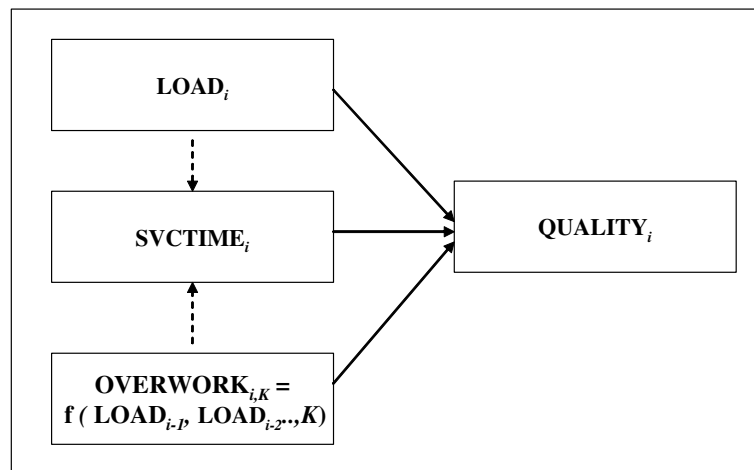 LOADᵢ
SVCTIMEᵢ
QUALITYᵢ
OVERWORKᵢ,K =
f ( LOADᵢ₋₁, LOADᵢ₋₂..,K)